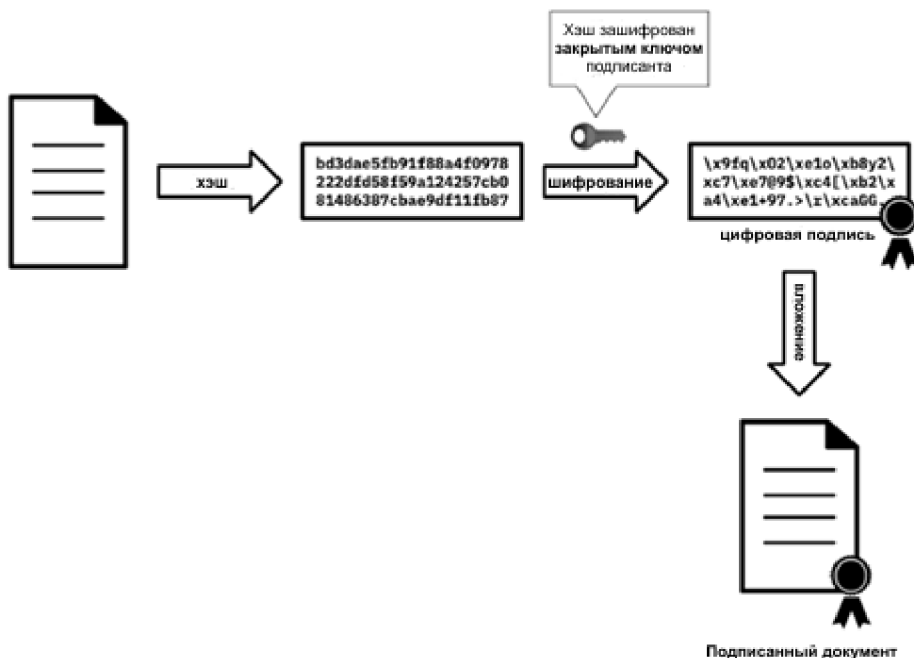 Хэш зашифрован
закрытым ключом
подписанта
хэш
bd3dae5fb91f88a4f0978
222dfd58f59a124257cb0
81486387cbae9df11fb87
шифрование
\x9fq\x02\xe1o\xb8y2\
xc7\xe7@9$\xc4[\xb2\x
a4\xe1+97.>\r\xcaGG.
цифровая подпись
вложение
Подписанный документ